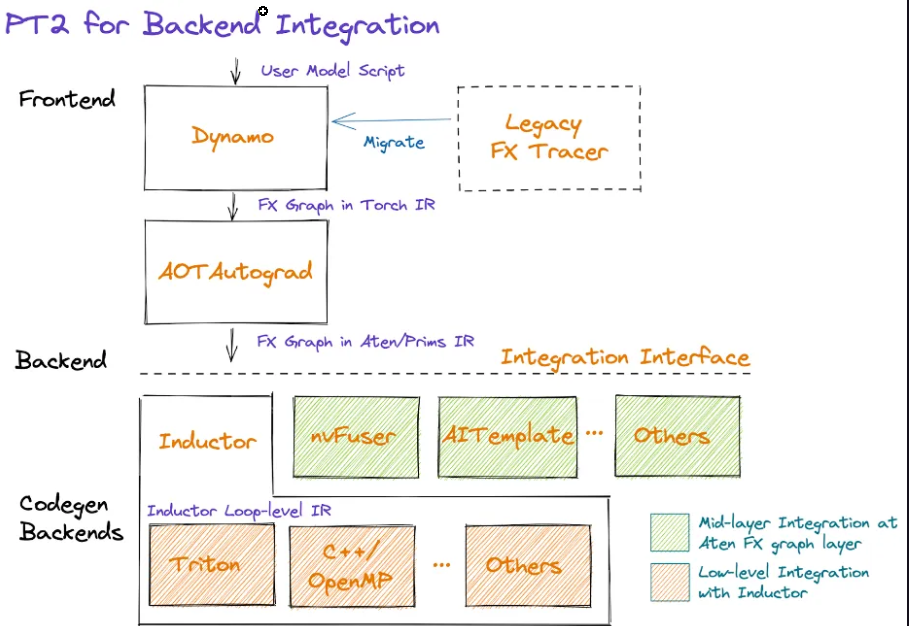 PT2 for Backend Integration
User Model Script
Frontend
Dynamo
Migrate
Legacy
FX Tracer
FX Graph in Torch IR
AOTAutograd
FX Graph in Aten/Prims IR
Backend
Integration Interface
Inductor
nvFuser
AITemplate
...
Others
Codegen
Backends
Inductor Loop-level IR
Triton
C++/
OpenMP
...
Others
Mid-layer Integration at
Aten FX graph layer
Low-level Integration
with Inductor